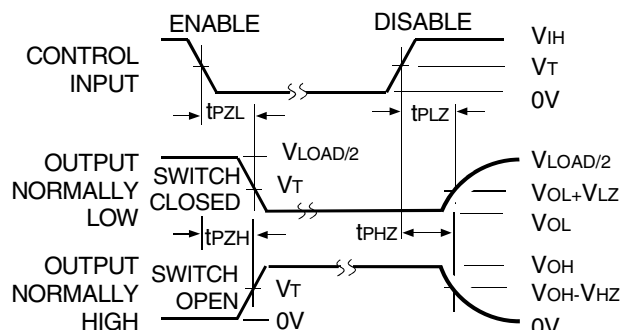 ENABLE
DISABLE
CONTROL
INPUT
VIH
VT
0V
tPZL
tPLZ
OUTPUT
NORMALLY
LOW
SWITCH
CLOSED
VLOAD/2
VT
VLOAD/2
VOL+VLZ
VOL
tPZH
tPHZ
OUTPUT
NORMALLY
HIGH
SWITCH
OPEN
VT
0V
VOH
VOH-VHZ
0V